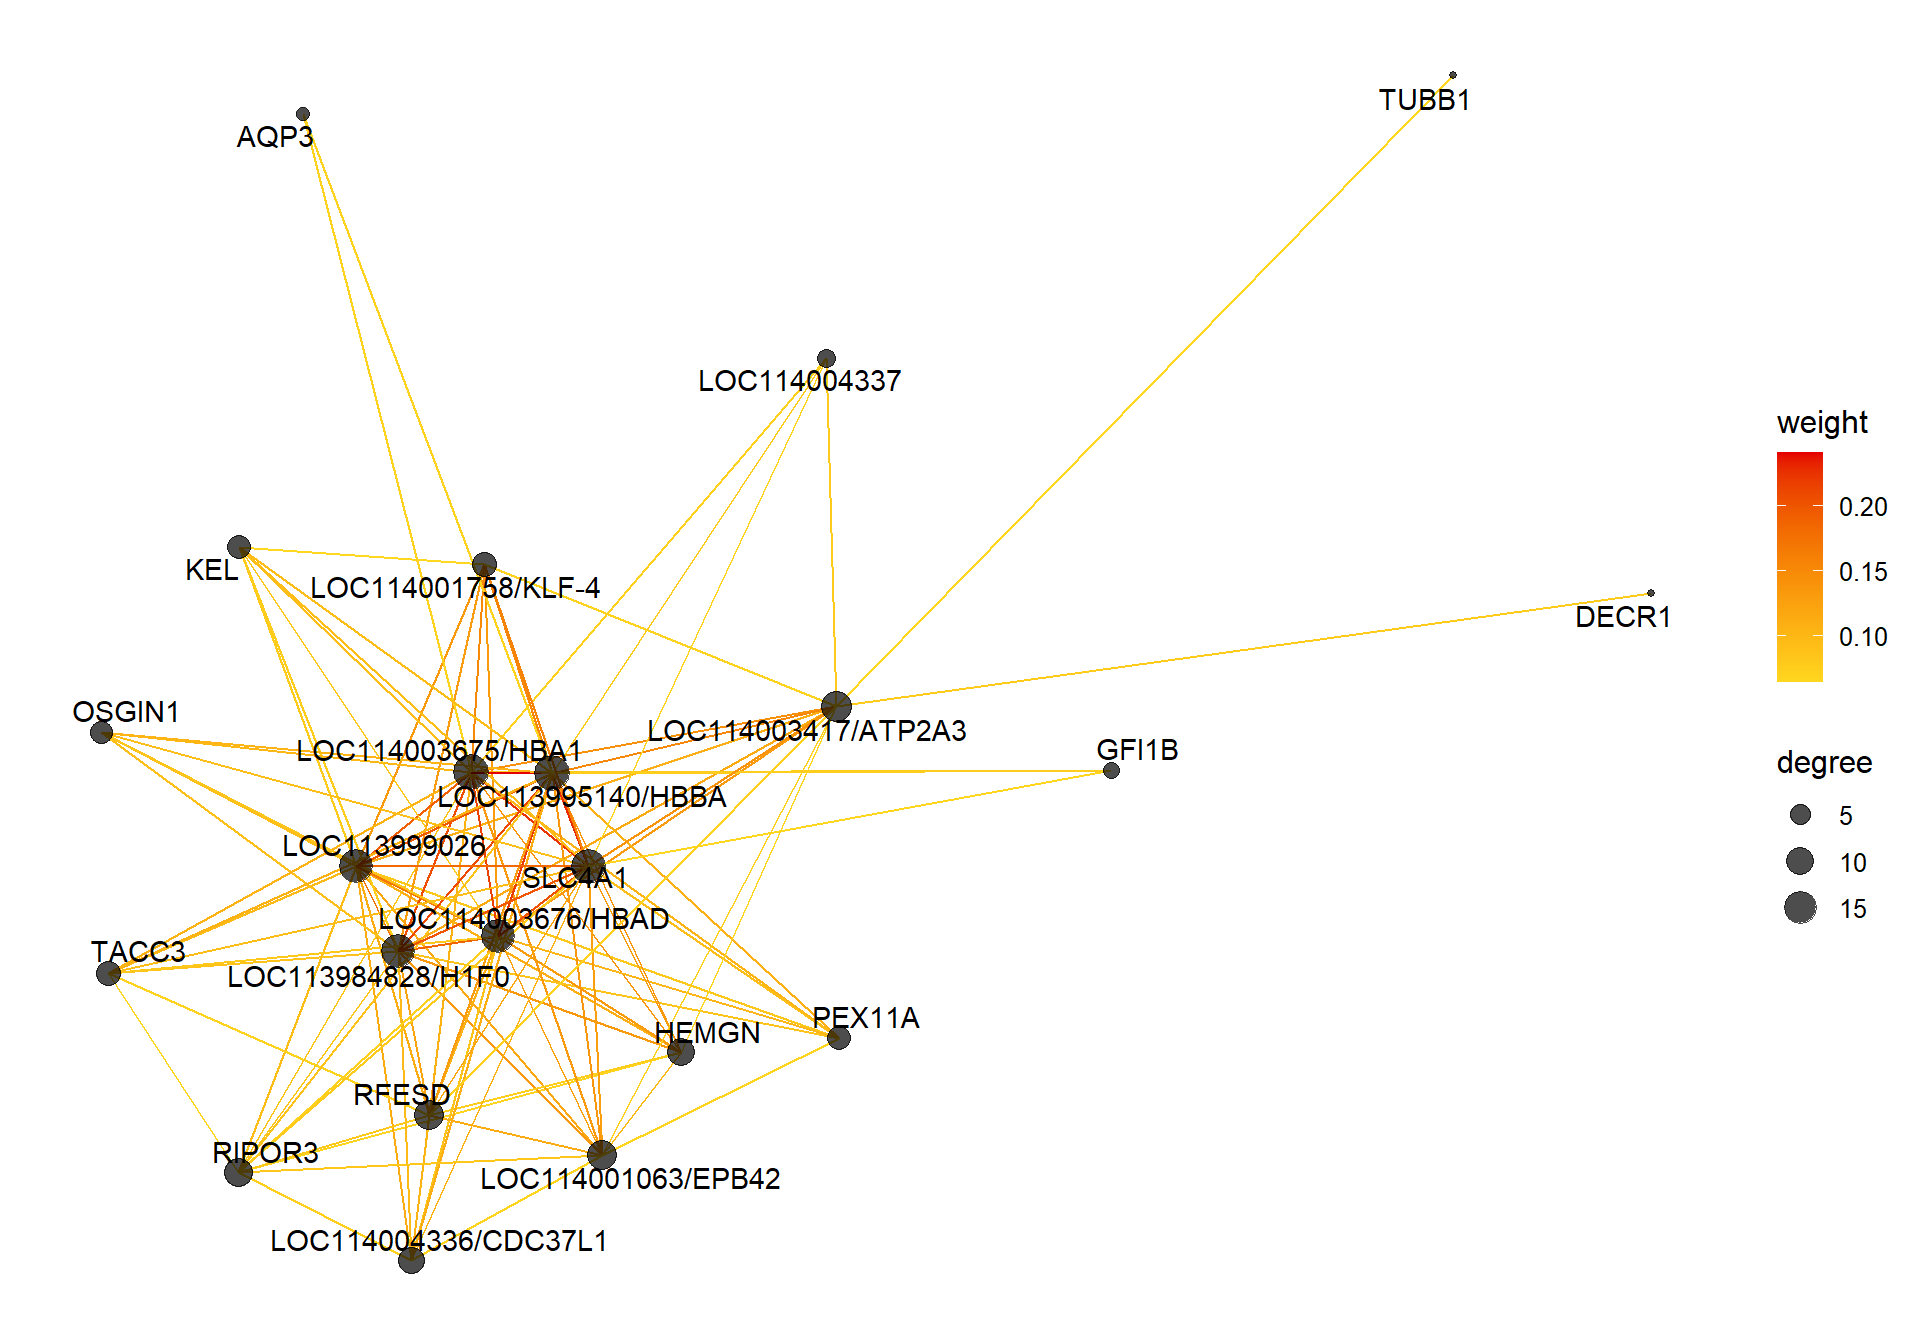 TUBB1
AQP3
LOC114004337
weight
0.20
0.15
0.10
KEL
LOC114001758/KLF-4
DECR1
OSGIN1
LOC114003417/ATP2A3
LOC114003675/HBA1
GFI1B
degree
5
10
15
LOC113995140/HBBA
LOC113999026
SLC4A1
LOC114003676/HBAD
TACC3
LOC113984828/H1F0
PEX11A
HEMGN
RFESD
RIPOR3
LOC114001063/EPB42
LOC114004336/CDC37L1